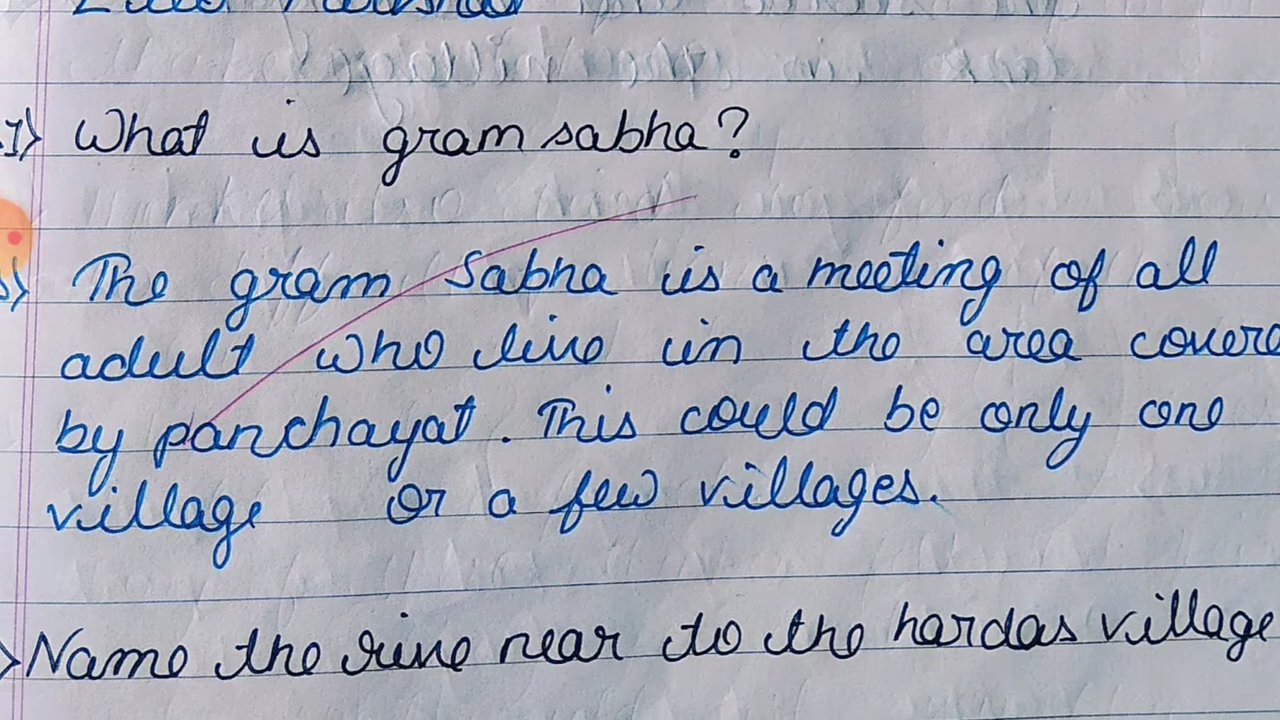 I) What is gram sabha?
The gram Sabha is a meeting of all
adult who live in the area
by panchayat. This could be only one
village or a few villages.
Name the rive near to the hardas village